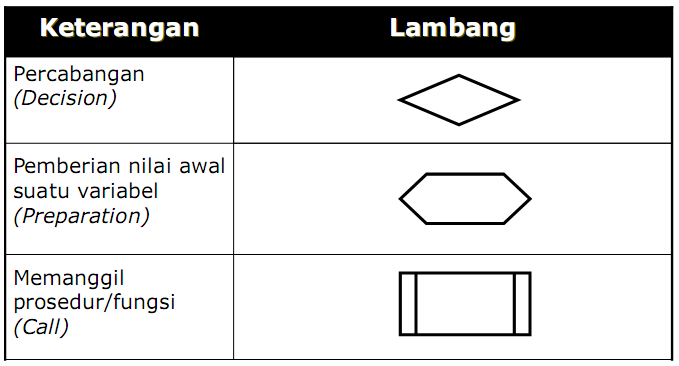 Keterangan
Lambang
Percabangan
(Decision)
Pemberian nilai awal
suatu variabel
(Preparation)
Memanggil
prosedur/fungsi
(Call)